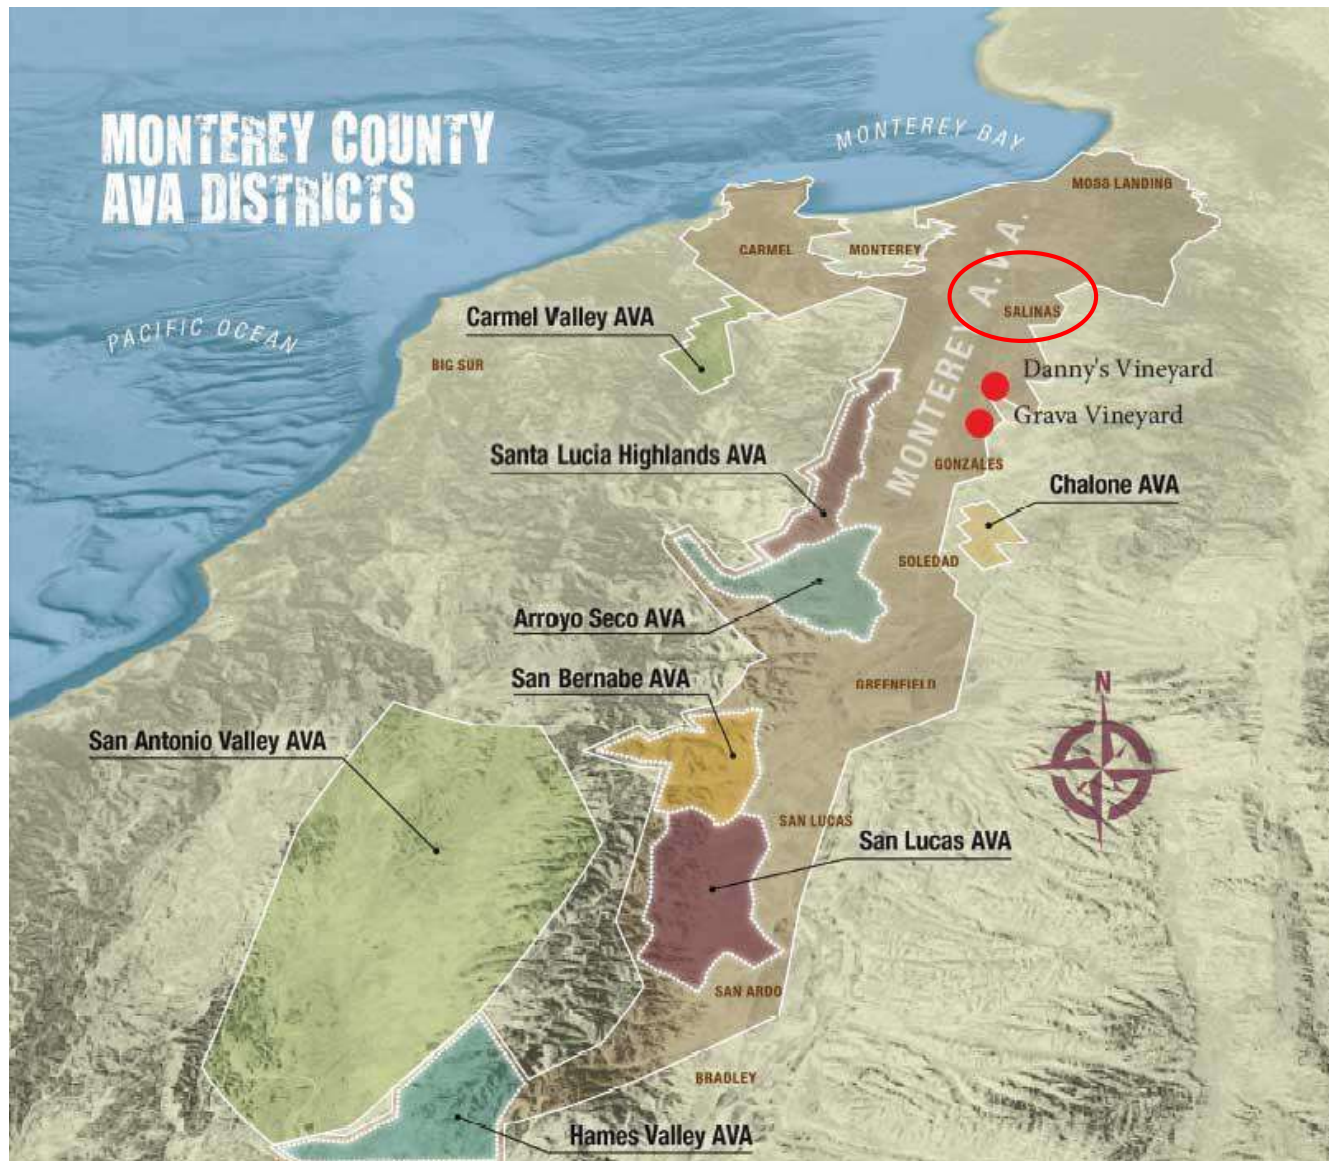 MONTEREY COUNTY
AVA DISTRICTS
MONTEREY BAY
MOSS LANDING
CARMEL
MONTEREY
MONTEREY A.V.A.
SALINAS
Carmel Valley AVA
PACIFIC OCEAN
BIG SUR
Danny's Vineyard
Grava Vineyard
Santa Lucia Highlands AVA
GONZALES
Chalone AVA
SOLEDAD
Arroyo Seco AVA
San Bernabe AVA
GREENFIELD
N
San Antonio Valley AVA
SAN LUCAS
San Lucas AVA
SAN ARDO
BRADLEY
Hames Valley AVA